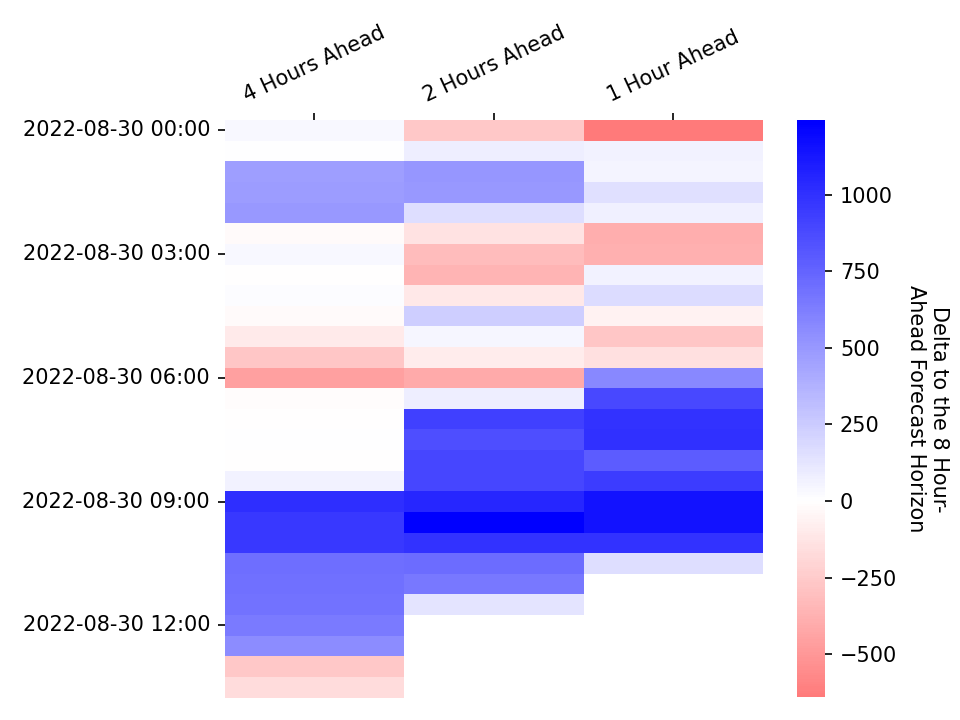 4 Hours Ahead
2 Hours Ahead
1 Hour Ahead
2022-08-30 00:00
2022-08-30 03:00
2022-08-30 06:00
2022-08-30 09:00
2022-08-30 12:00
1000
750
500
250
0
−250
−500
Delta to the 8 Hour-
Ahead Forecast Horizon